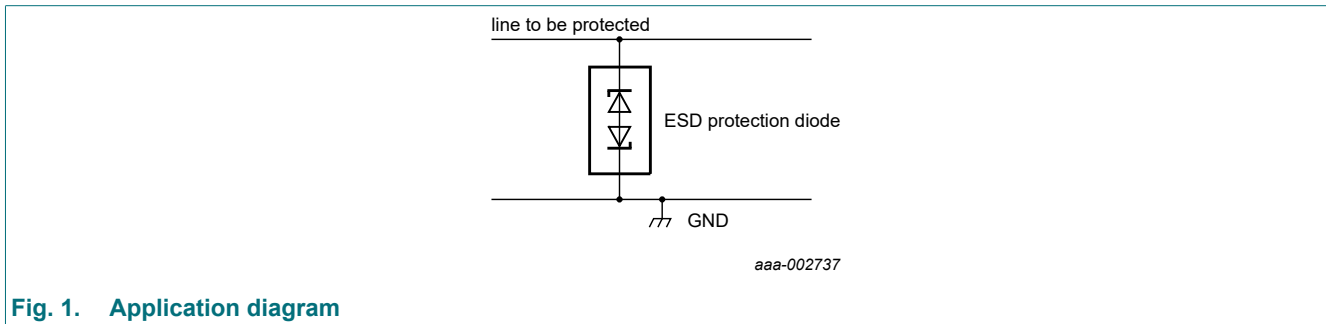 line to be protected
ESD protection diode
GND
aaa-002737
Fig. 1. Application diagram